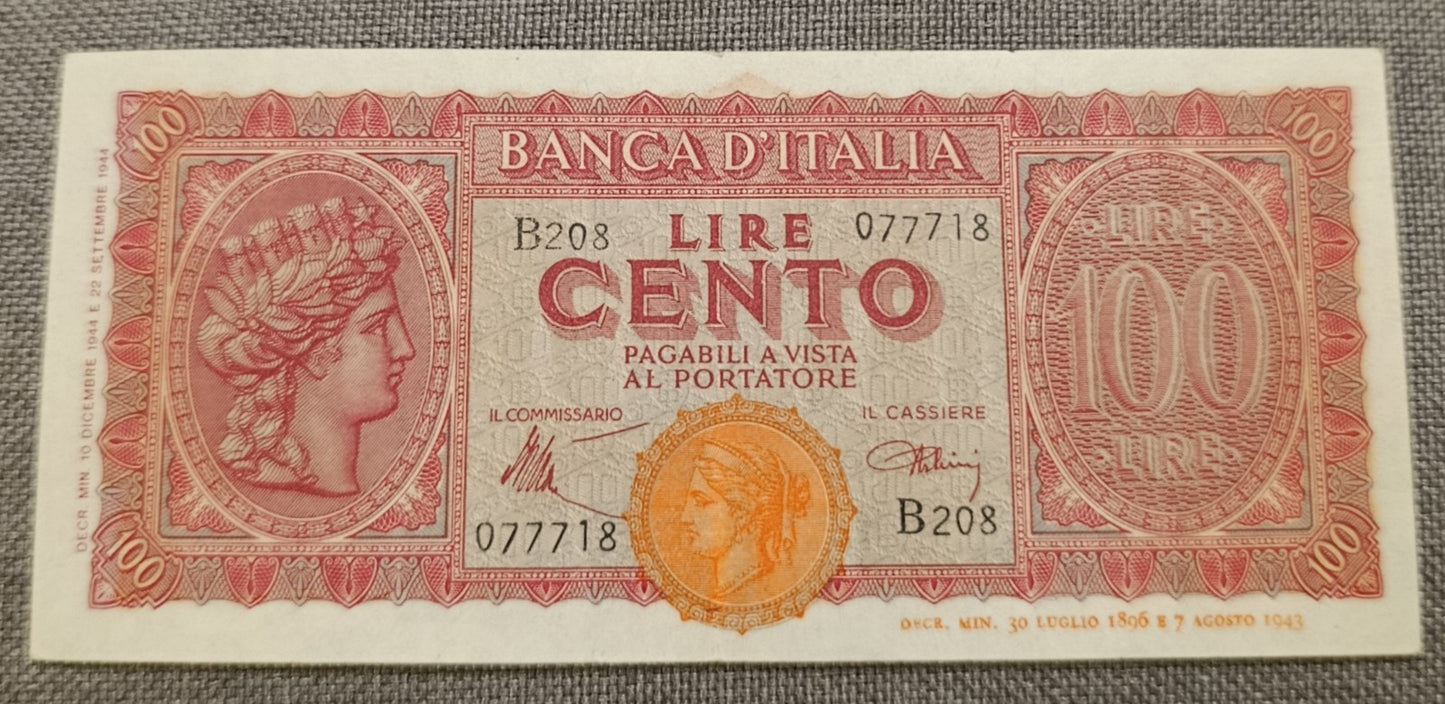 100
100
BANCA D'ITALIA
B208
LIRE
077718
CENTO
PAGABILI A VISTA
AL PORTATORE
IL COMMISSARIO
IL CASSIERE
077718
B208
LIRE
100
LIRE
100
100
DECR. MIN. 10 DICEMBRE 1944 E 22 SETTEMBRE 1944
DECR. MIN. 30 LUGLIO 1896 E 7 AGOSTO 1943